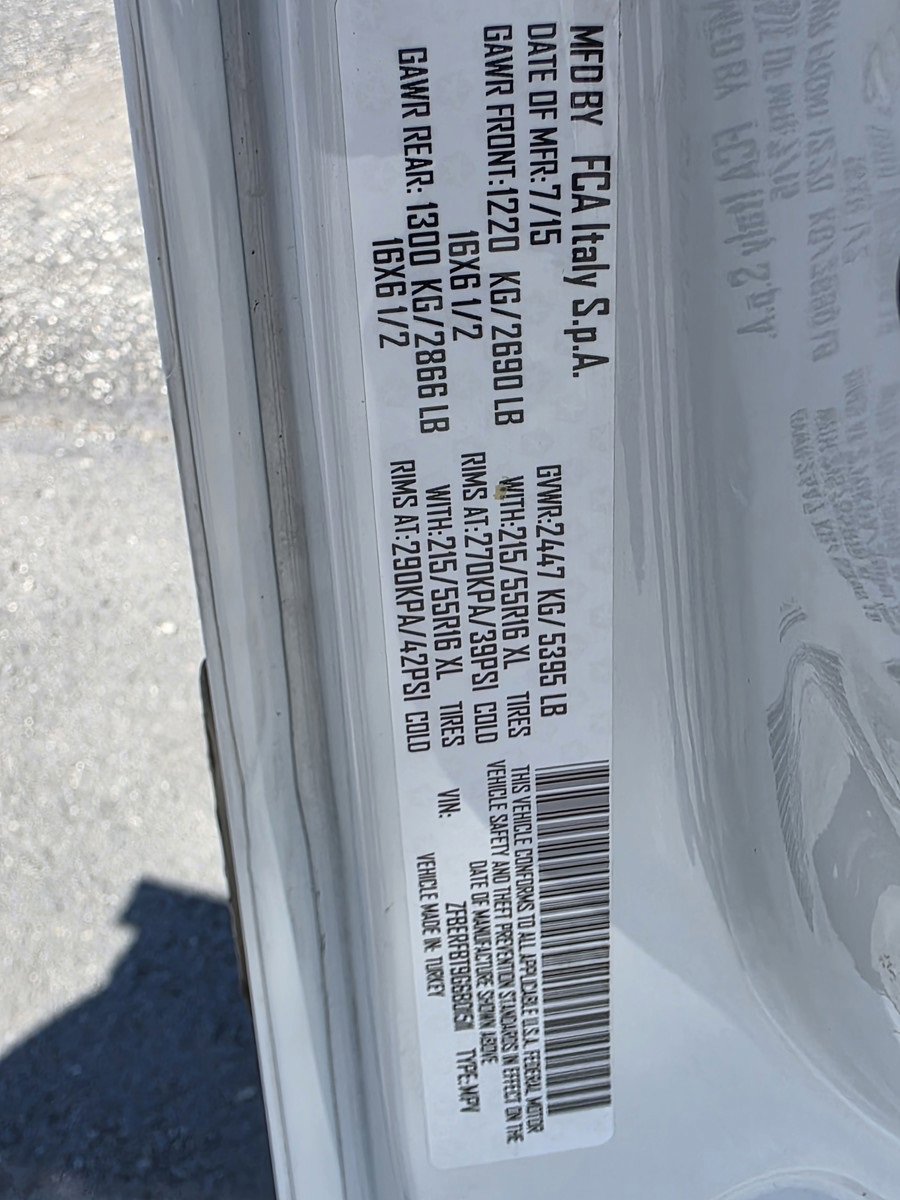 MFD BY FCA Italy S.p.A.
DATE OF MFR:7/15 GVWR:2447 KG/ 5395 LB
GAWR FRONT:1220 KG/2690 LB WITH:215/55R16 XL TIRES
16X6 1/2 RIMS AT:270KPA/39PSI COLD
GAWR REAR: 1300 KG/2866 LB WITH:215/55R16 XL TIRES
16X6 1/2 RIMS AT:290KPA/42PSI COLD
THIS VEHICLE CONFORMS TO ALL APPLICABLE U.S.A. FEDERAL MOTOR
VEHICLE SAFETY AND THEFT PREVENTION STANDARDS IN EFFECT ON THE
DATE OF MANUFACTURE SHOWN ABOVE
VIN: TYPE:MPV
VEHICLE MADE IN: TURKEY